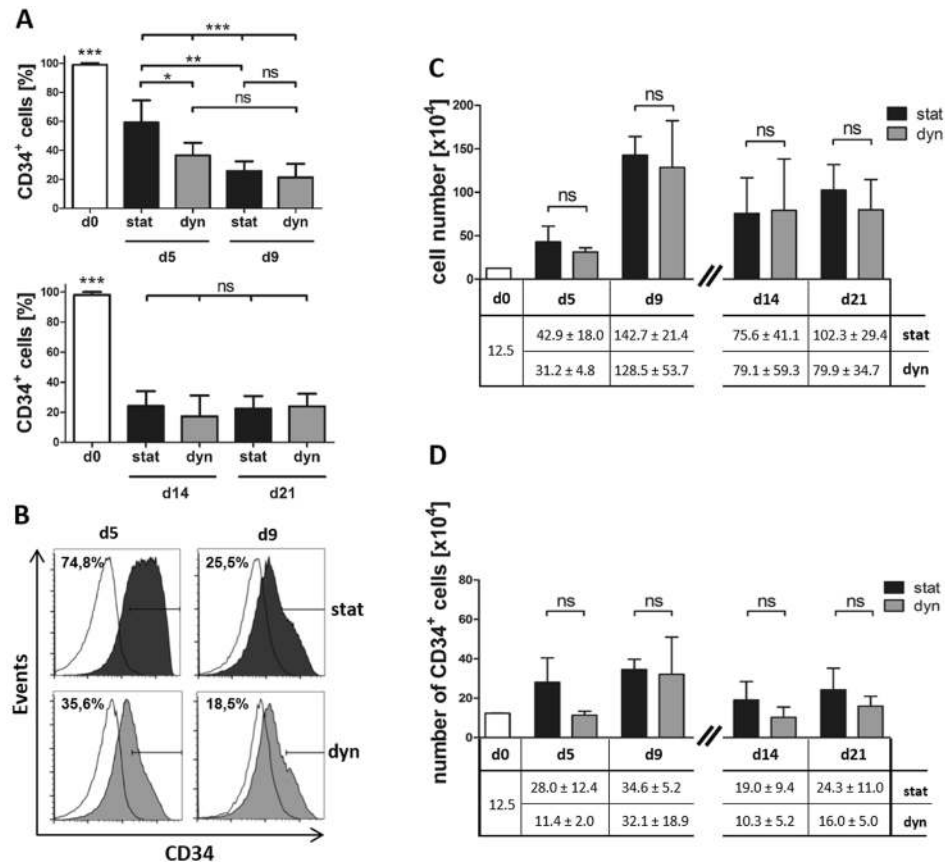 A
CD34+ cells [%]
100
80
60
40
20
0
***
***
**
*
ns
ns
d0
stat
dyn
stat
dyn
d5
d9
CD34+ cells [%]
100
80
60
40
20
0
***
ns
d0
stat
dyn
stat
dyn
d14
d21
B
d5
d9
Events
74,8%
25,5%
stat
35,6%
18,5%
dyn
CD34
C
cell number [x10⁴]
200
150
100
50
0
ns
ns
ns
ns
stat
dyn
d0
d5
d9
d14
d21
12.5
42.9 ± 18.0
142.7 ± 21.4
75.6 ± 41.1
102.3 ± 29.4
stat
31.2 ± 4.8
128.5 ± 53.7
79.1 ± 59.3
79.9 ± 34.7
dyn
D
number of CD34+ cells [x10⁴]
80
60
40
20
0
ns
ns
ns
ns
stat
dyn
d0
d5
d9
d14
d21
12.5
28.0 ± 12.4
34.6 ± 5.2
19.0 ± 9.4
24.3 ± 11.0
stat
11.4 ± 2.0
32.1 ± 18.9
10.3 ± 5.2
16.0 ± 5.0
dyn